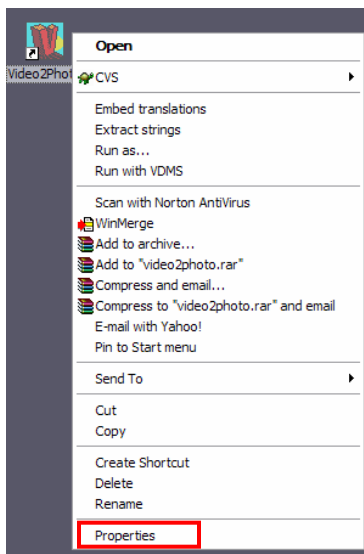 Open
Video2Phot
CVS
Embed translations
Extract strings
Run as...
Run with VDMS
Scan with Norton AntiVirus
WinMerge
Add to archive...
Add to "video2photo.rar"
Compress and email...
Compress to "video2photo.rar" and email
E-mail with Yahoo!
Pin to Start menu
Send To
Cut
Copy
Create Shortcut
Delete
Rename
Properties